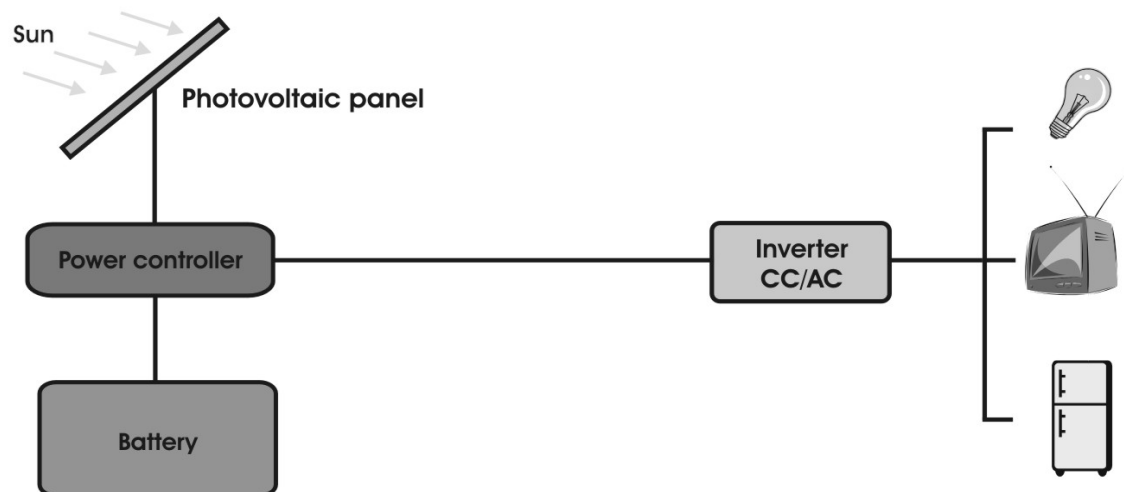 Sun
Photovoltaic panel
Power controller
Inverter
CC/AC
Battery